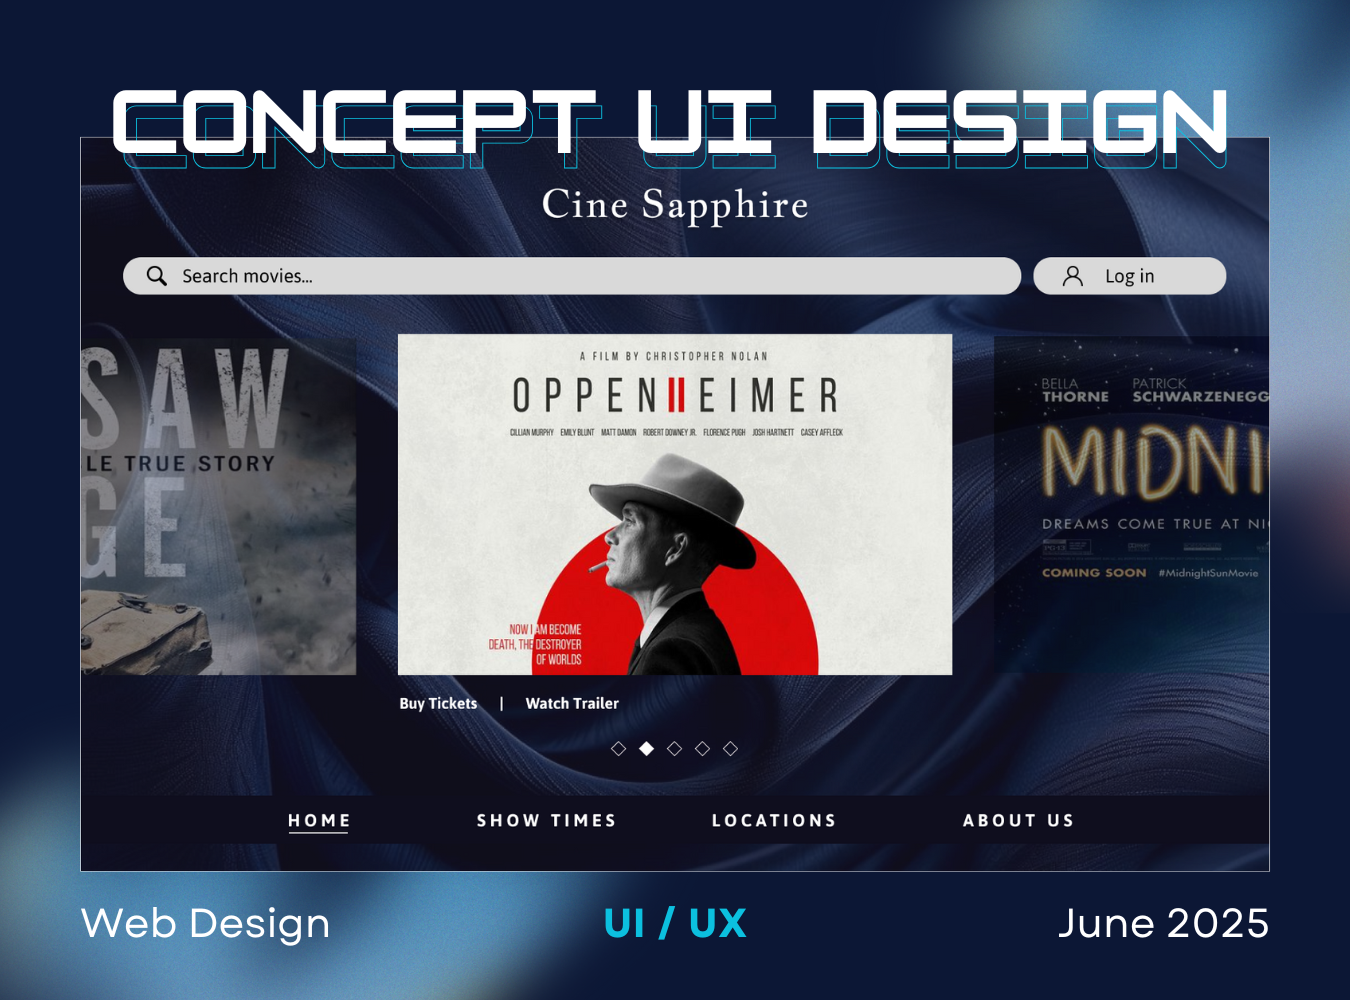 CONCEPT UI DESIGN
Cine Sapphire
Search movies...
Log in
SAW
LE TRUE STORY
GE
A FILM BY CHRISTOPHER NOLAN
OPPENHEIMER
CILLIAN MURPHY EMILY BLUNT MATT DAMON ROBERT DOWNEY JR. FLORENCE PUGH JOSH HARTNETT CASEY AFFLECK
NOW I AM BECOME
DEATH, THE DESTROYER
OF WORLDS
BELLA THORNE
PATRICK SCHWARZENEGG
MIDNI
DREAMS COME TRUE AT NI
PG-13
COMING SOON #MidnightSunMovie
Buy Tickets | Watch Trailer
HOME SHOW TIMES LOCATIONS ABOUT US
Web Design UI / UX June 2025